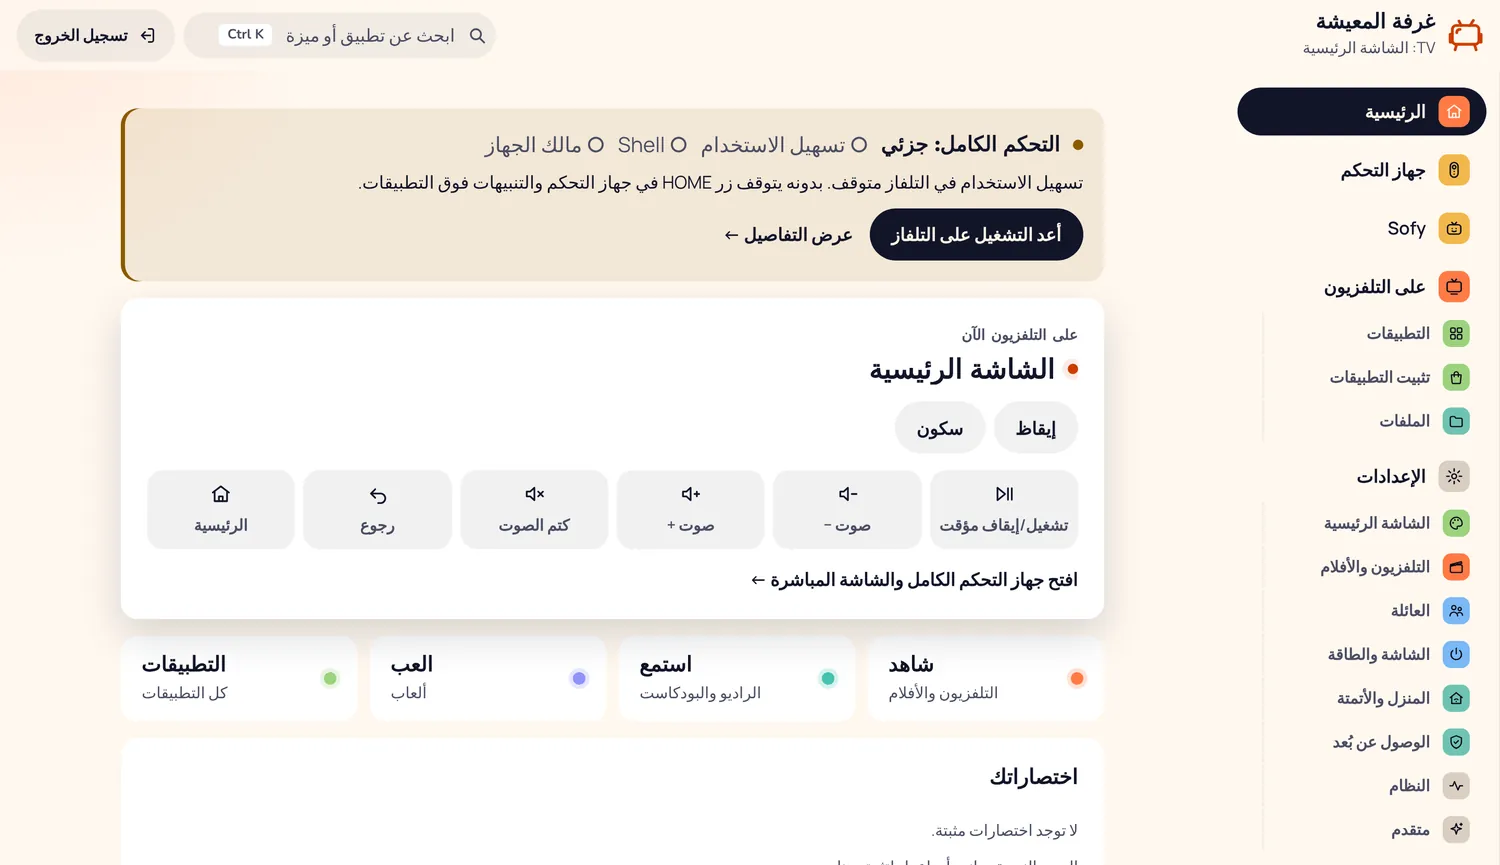 غرفة المعيشة
TV: الشاشة الرئيسية
ابحث عن تطبيق أو ميزة
Ctrl K
تسجيل الخروج
الرئيسية
جهاز التحكم
Sofy
على التلفزيون
التطبيقات
تثبيت التطبيقات
الملفات
الإعدادات
الشاشة الرئيسية
التلفزيون والأفلام
العائلة
الشاشة والطاقة
المنزل والأتمتة
الوصول عن بُعد
النظام
متقدم
التحكم الكامل: جزئي تسهيل الاستخدام Shell مالك الجهاز
تسهيل الاستخدام في التلفاز متوقف. بدونه يتوقف زر HOME في جهاز التحكم والتنبيهات فوق التطبيقات.
أعد التشغيل على التلفاز
عرض التفاصيل ←
على التلفزيون الآن
الشاشة الرئيسية
إيقاظ
سكون
تشغيل/إيقاف مؤقت
صوت −
صوت +
كتم الصوت
رجوع
الرئيسية
افتح جهاز التحكم الكامل والشاشة المباشرة ←
شاهد
التلفزيون والأفلام
استمع
الراديو والبودكاست
العب
ألعاب
التطبيقات
كل التطبيقات
اختصاراتك
لا توجد اختصارات مثبتة.